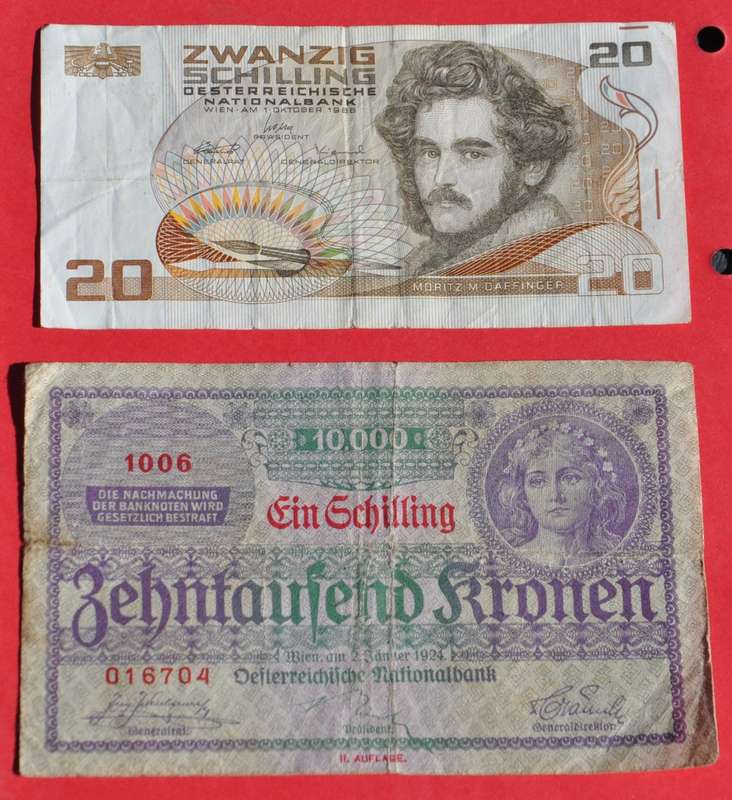 ZWANZIG
20
SCHILLING
OESTERREICHISCHE
NATIONALBANK
WIEN·AM 1·OKTOBER 1986
PRÄSIDENT
GENERALRAT
GENERALDIREKTOR
20
MORITZ M. DAFFINGER
20
10.000
1006
DIE NACHMACHUNG
DER BANKNOTEN WIRD
GESETZLICH BESTRAFT
Ein Schilling
Zehntausend Kronen
Wien, am 2. Jänner 1924.
016704
Oesterreichische Nationalbank
Generalrat.
Präsident.
Generaldirektor.
II. AUFLAGE.